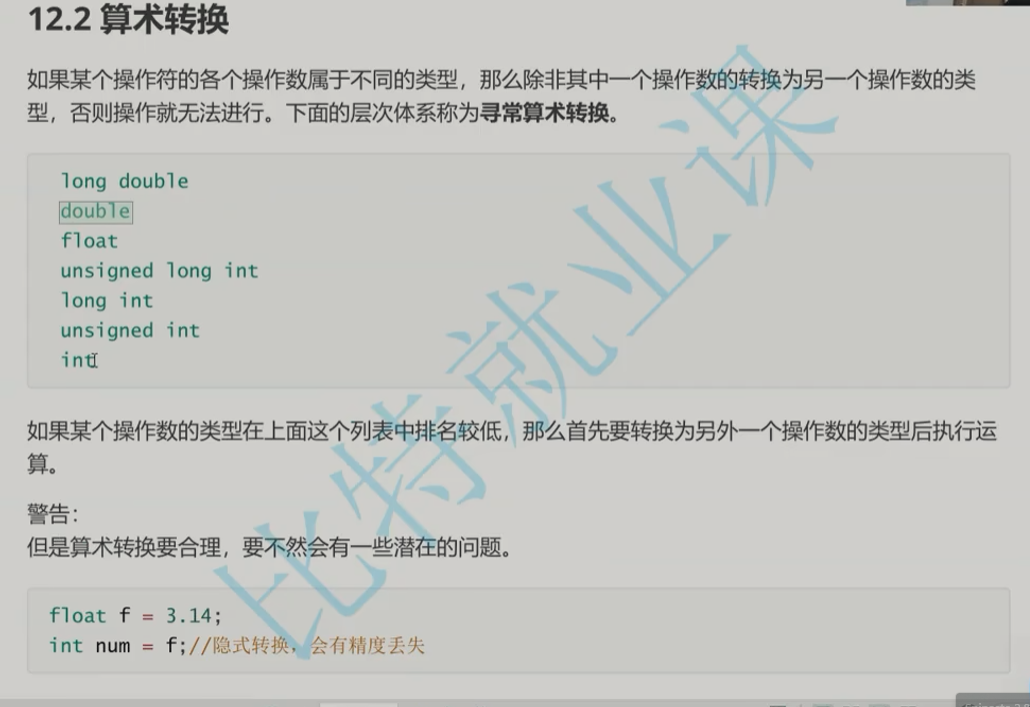 12.2 算术转换
如果某个操作符的各个操作数属于不同的类型，那么除非其中一个操作数的转换为另一个操作数的类
型，否则操作就无法进行。下面的层次体系称为寻常算术转换。
long double
double
float
unsigned long int
long int
unsigned int
int
如果某个操作数的类型在上面这个列表中排名较低，那么首先要转换为另外一个操作数的类型后执行运
算。
警告：
但是算术转换要合理，要不然会有一些潜在的问题。
float f = 3.14;
int num = f;//隐式转换，会有精度丢失
比特就业课